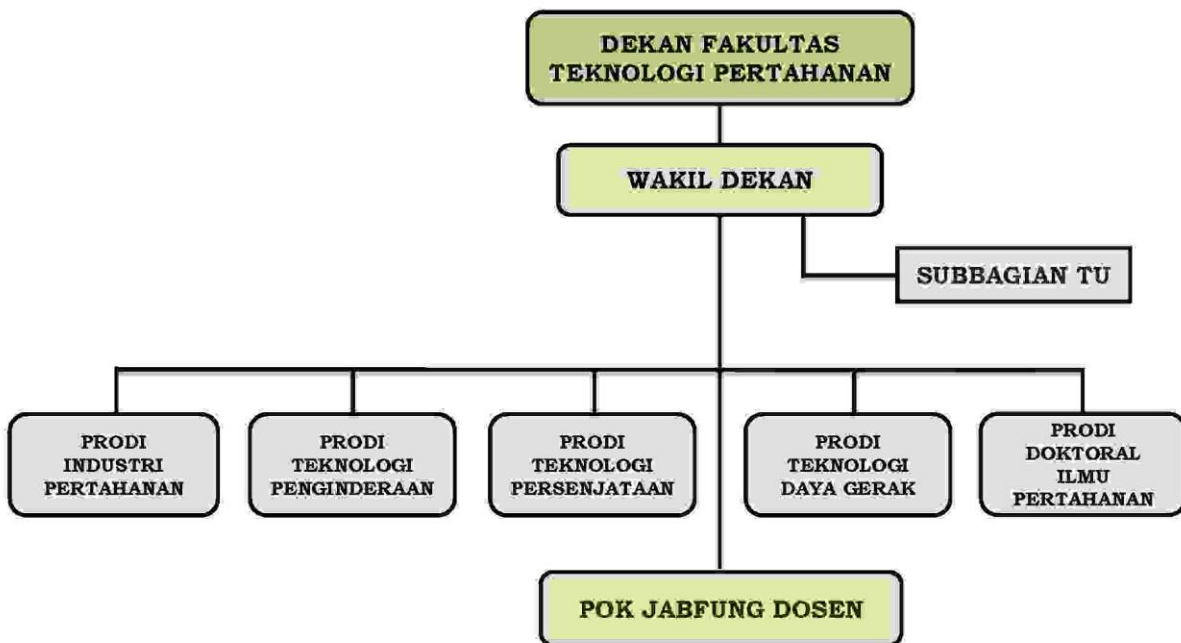 DEKAN FAKULTAS
TEKNOLOGI PERTAHANAN
WAKIL DEKAN
SUBBAGIAN TU
PRODI
INDUSTRI
PERTAHANAN
PRODI
TEKNOLOGI
PENGINDERAAN
PRODI
TEKNOLOGI
PERSENJATAAN
PRODI
TEKNOLOGI
DAYA GERAK
PRODI
DOKTORAL
ILMU
PERTAHANAN
POK JABFUNG DOSEN